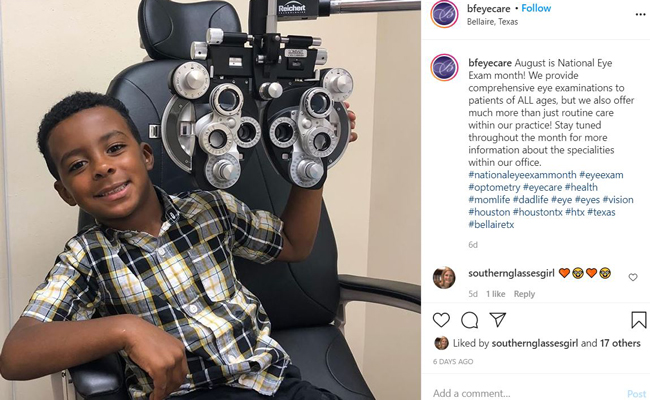 Reichert
bfeyecare • Follow
Bellaire, Texas
bfeyecare August is National Eye
Exam month! We provide
comprehensive eye examinations to
patients of ALL ages, but we also offer
much more than just routine care
within our practice! Stay tuned
throughout the month for more
information about the specialities
within our office.
#nationaleyeexammonth #eyeexam
#optometry #eyecare #health
#momlife #dadlife #eye #eyes #vision
#houston #houstontx #htx #texas
#bellairetx
6d
southernglassesgirl 🧡🤓🧡🤓
5d 1 like Reply
Liked by southernglassesgirl and 17 others
6 DAYS AGO
Add a comment... Post